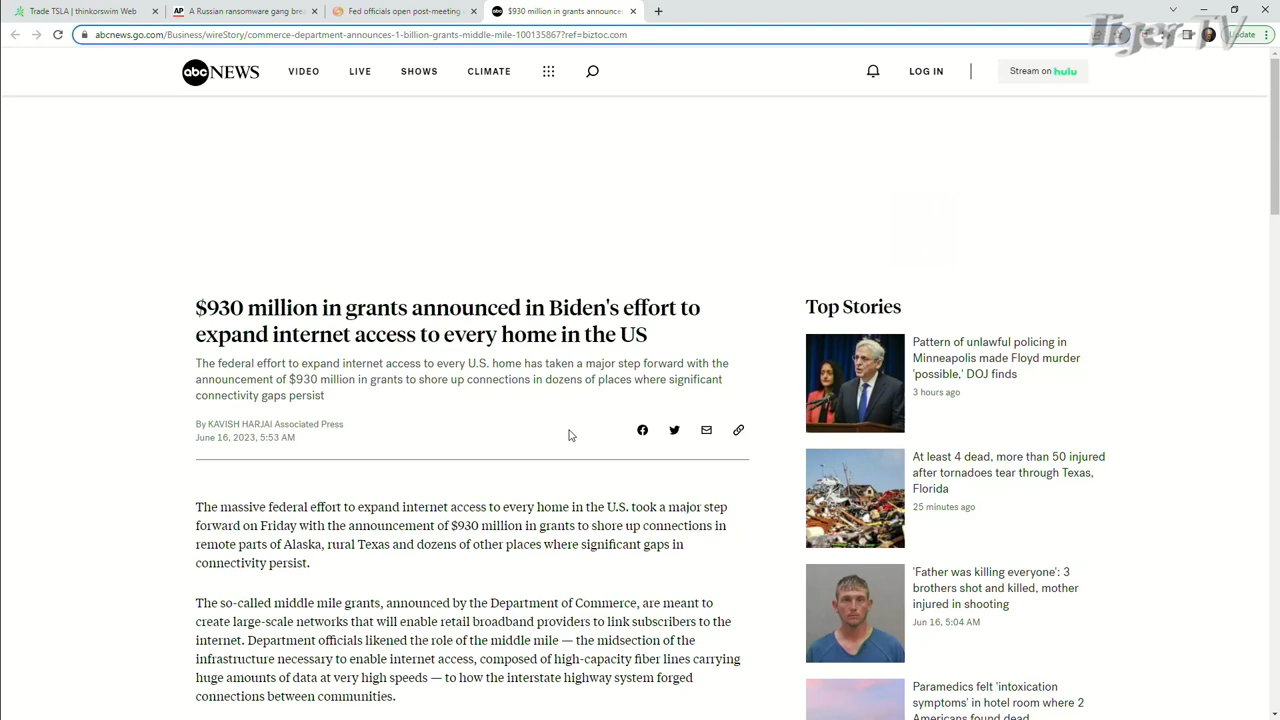 Trade TSLA | thinkorswim Web
A Russian ransomware gang bre
Fed officials open post-meeting
$930 million in grants announce
abcnews.go.com/Business/wireStory/commerce-department-announces-1-billion-grants-middle-mile-100135867?ref=biztoc.com
Update
Tiger TV
abc NEWS
VIDEO
LIVE
SHOWS
CLIMATE
LOG IN
Stream on hulu
$930 million in grants announced in Biden's effort to
expand internet access to every home in the US
The federal effort to expand internet access to every U.S. home has taken a major step forward with the
announcement of $930 million in grants to shore up connections in dozens of places where significant
connectivity gaps persist
By KAVISH HARJAI Associated Press
June 16, 2023, 5:53 AM
The massive federal effort to expand internet access to every home in the U.S. took a major step
forward on Friday with the announcement of $930 million in grants to shore up connections in
remote parts of Alaska, rural Texas and dozens of other places where significant gaps in
connectivity persist.
The so-called middle mile grants, announced by the Department of Commerce, are meant to
create large-scale networks that will enable retail broadband providers to link subscribers to the
internet. Department officials likened the role of the middle mile — the midsection of the
infrastructure necessary to enable internet access, composed of high-capacity fiber lines carrying
huge amounts of data at very high speeds — to how the interstate highway system forged
connections between communities.
Top Stories
Pattern of unlawful policing in
Minneapolis made Floyd murder
'possible,' DOJ finds
3 hours ago
At least 4 dead, more than 50 injured
after tornadoes tear through Texas,
Florida
25 minutes ago
'Father was killing everyone': 3
brothers shot and killed, mother
injured in shooting
Jun 16, 5:04 AM
Paramedics felt 'intoxication
symptoms' in hotel room where 2
Americans found dead